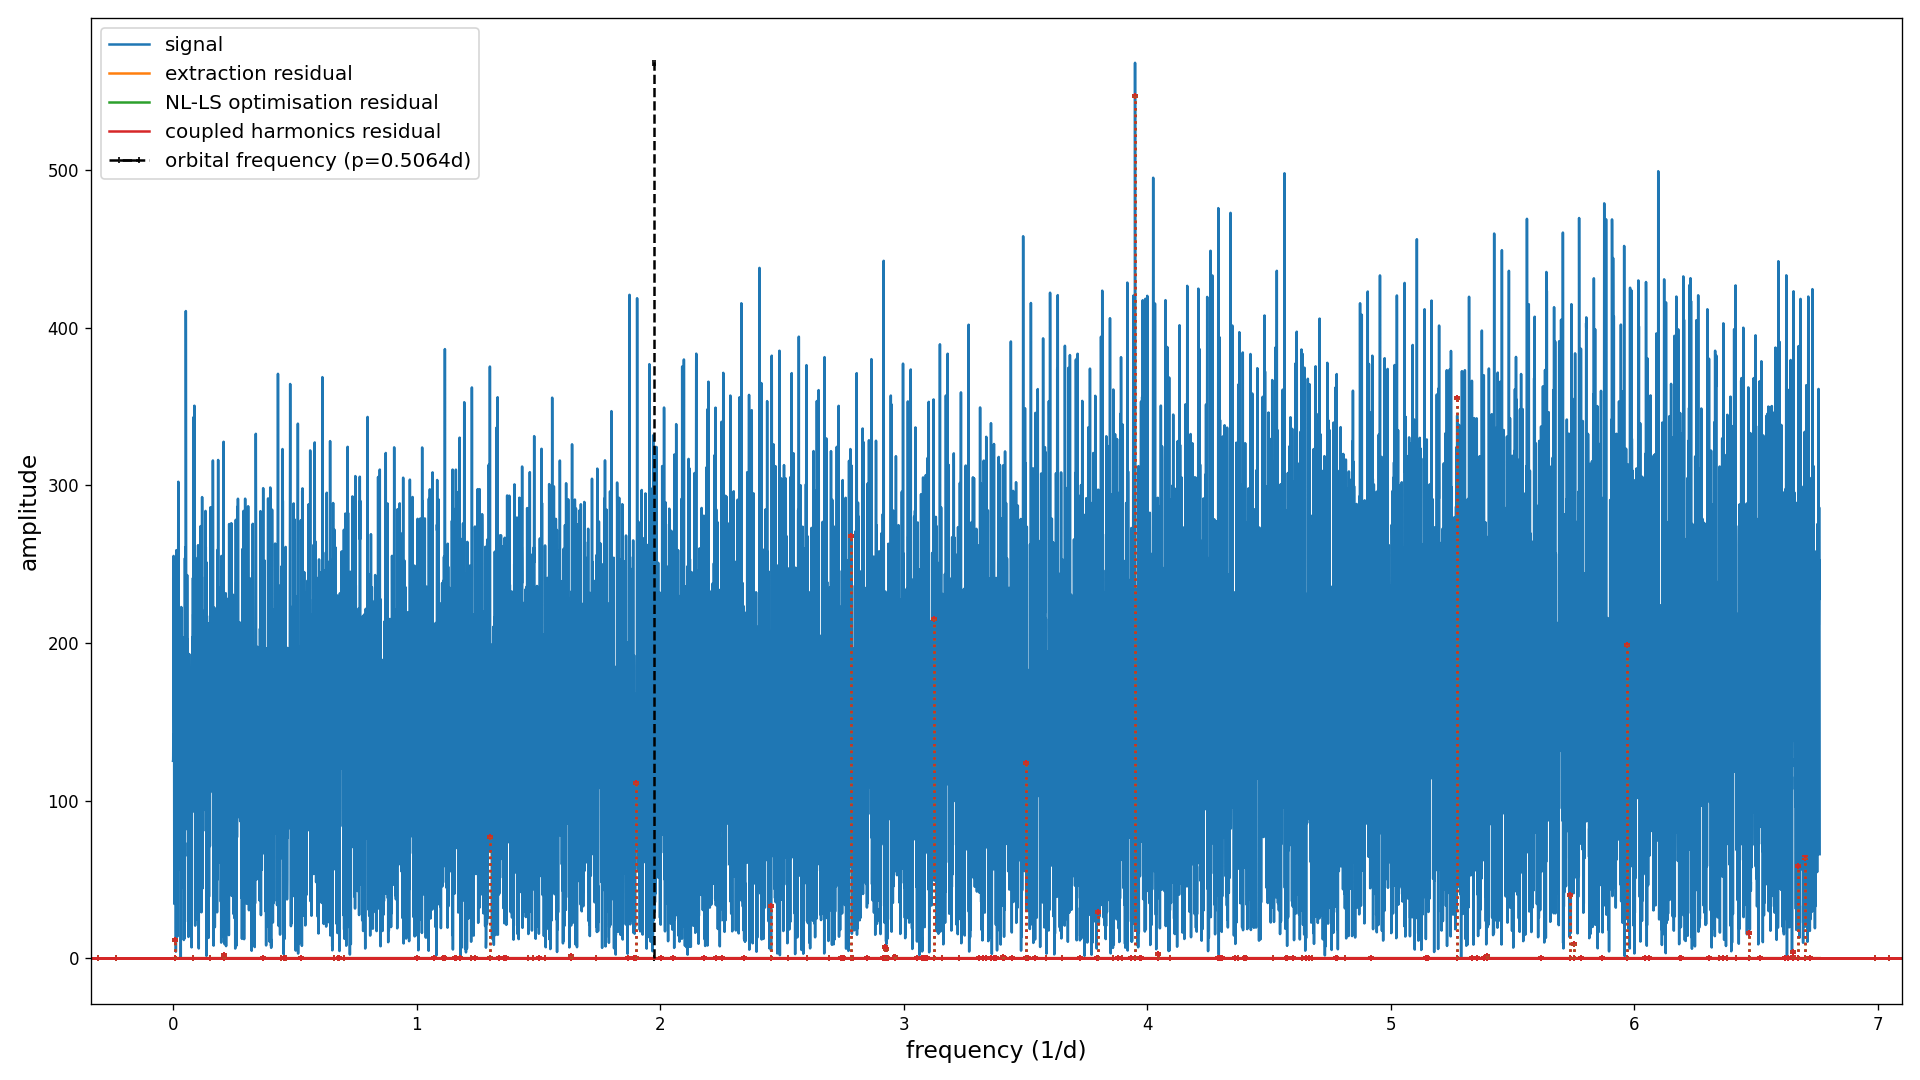 signal
extraction residual
NL-LS optimisation residual
coupled harmonics residual
orbital frequency (p=0.5064d)
amplitude
500
400
300
200
100
0
0 1 2 3 4 5 6 7
frequency (1/d)